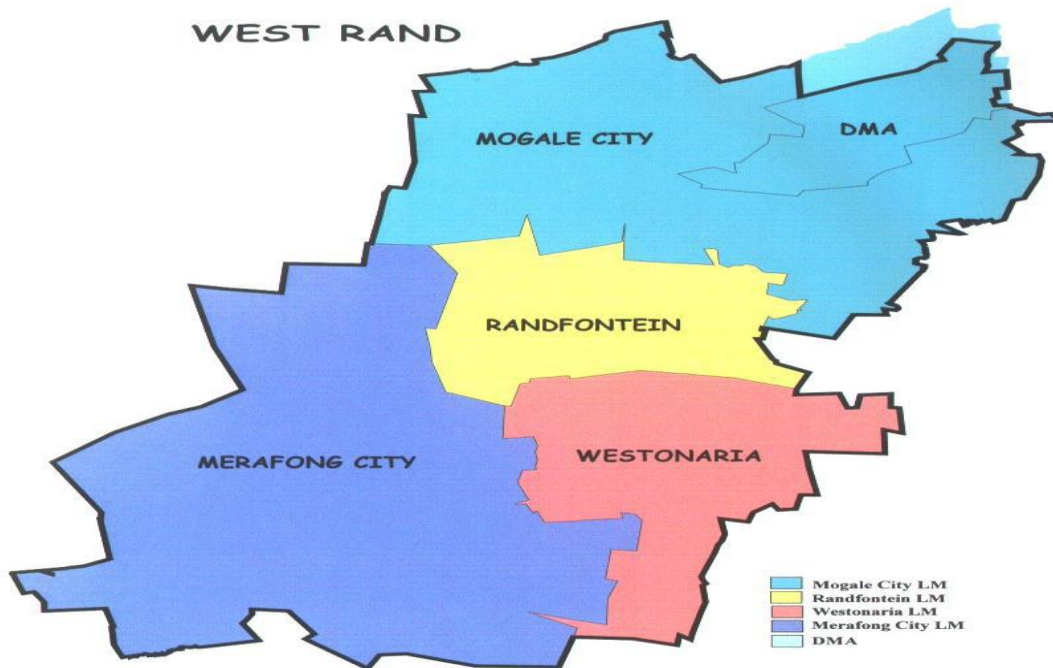 WEST RAND
MOGALE CITY
DMA
RANDFONTEIN
MERAFONG CITY
WESTONARIA
Mogale City LM
Randfontein LM
Westonaria LM
Merafong City LM
DMA